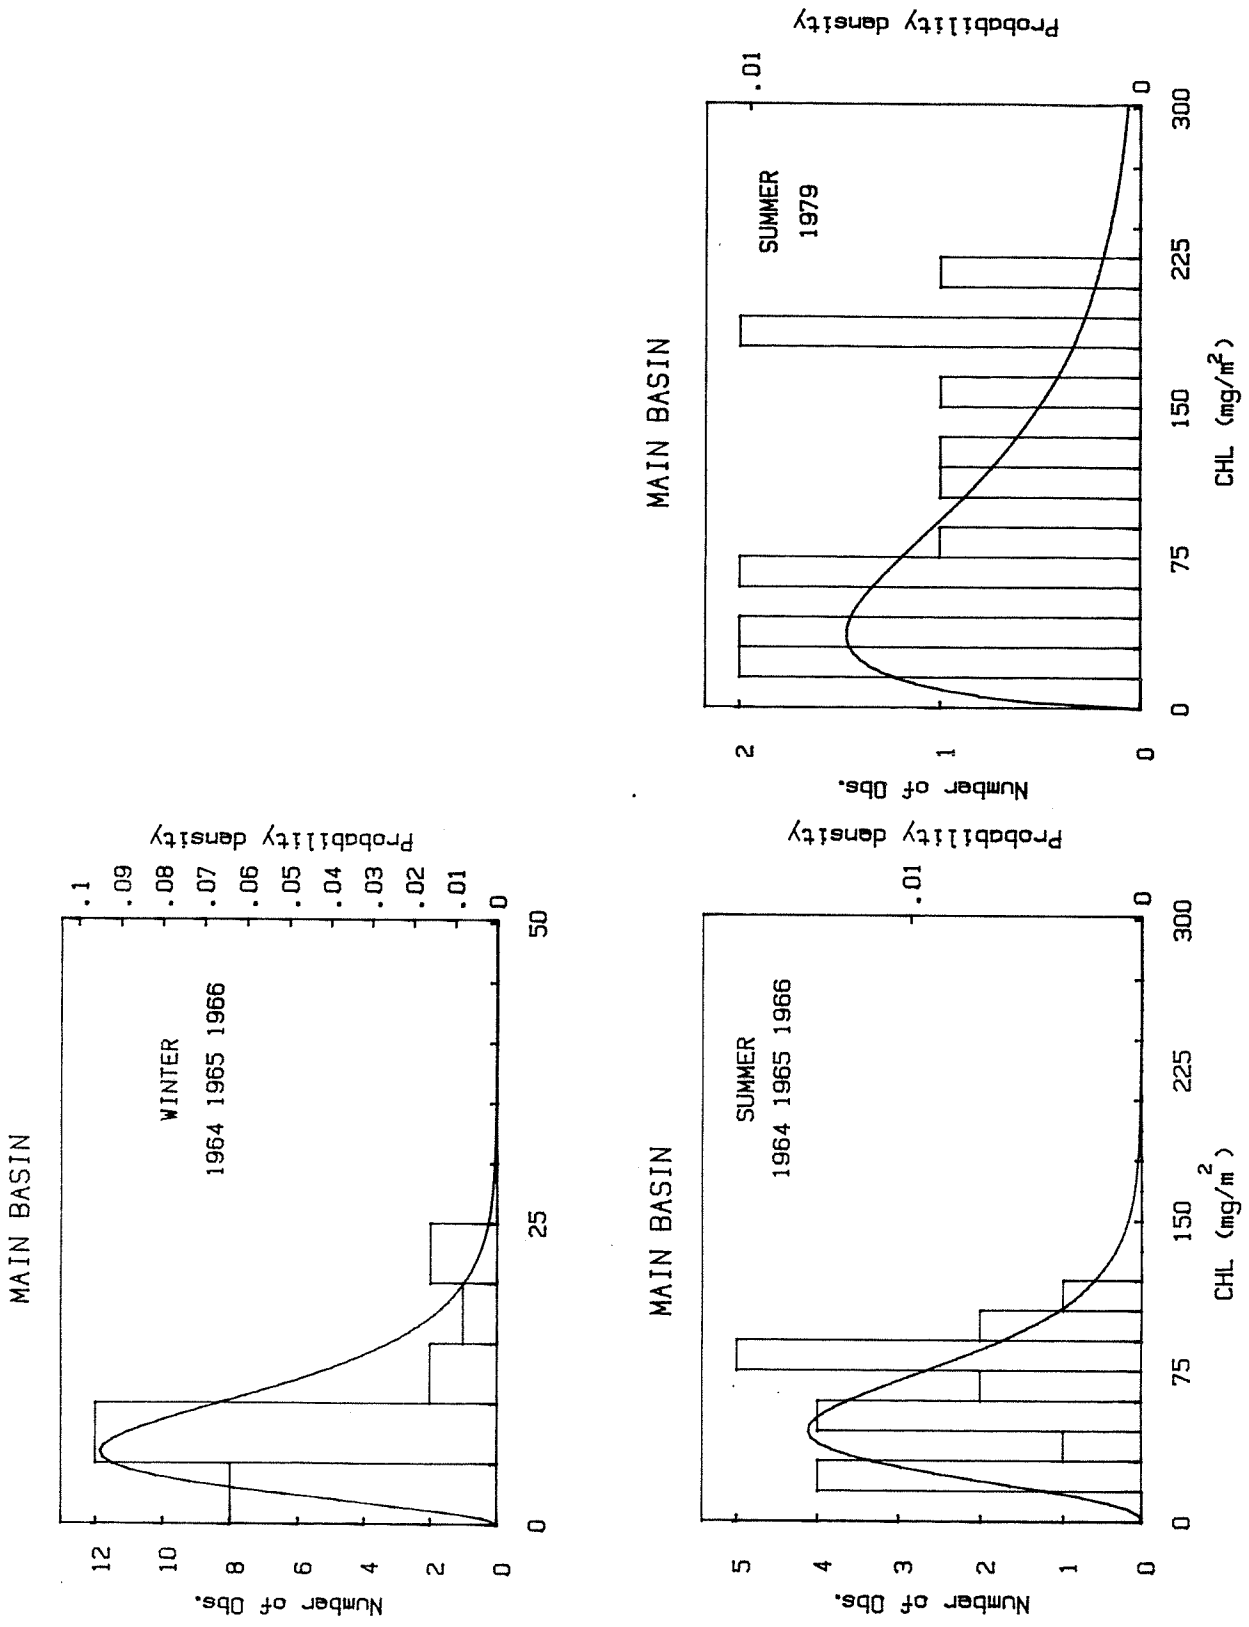 MAIN BASIN
WINTER
1964 1965 1966
Number of Obs.
12
10
8
6
4
2
0
Probability density
.1
.09
.08
.07
.06
.05
.04
.03
.02
.01
0
0
25
50
MAIN BASIN
SUMMER
1964 1965 1966
Number of Obs.
5
4
3
2
1
0
Probability density
.01
0
0
75
150
225
300
CHL (mg/m²)
MAIN BASIN
SUMMER
1979
Number of Obs.
2
1
0
Probability density
.01
0
0
75
150
225
300
CHL (mg/m²)